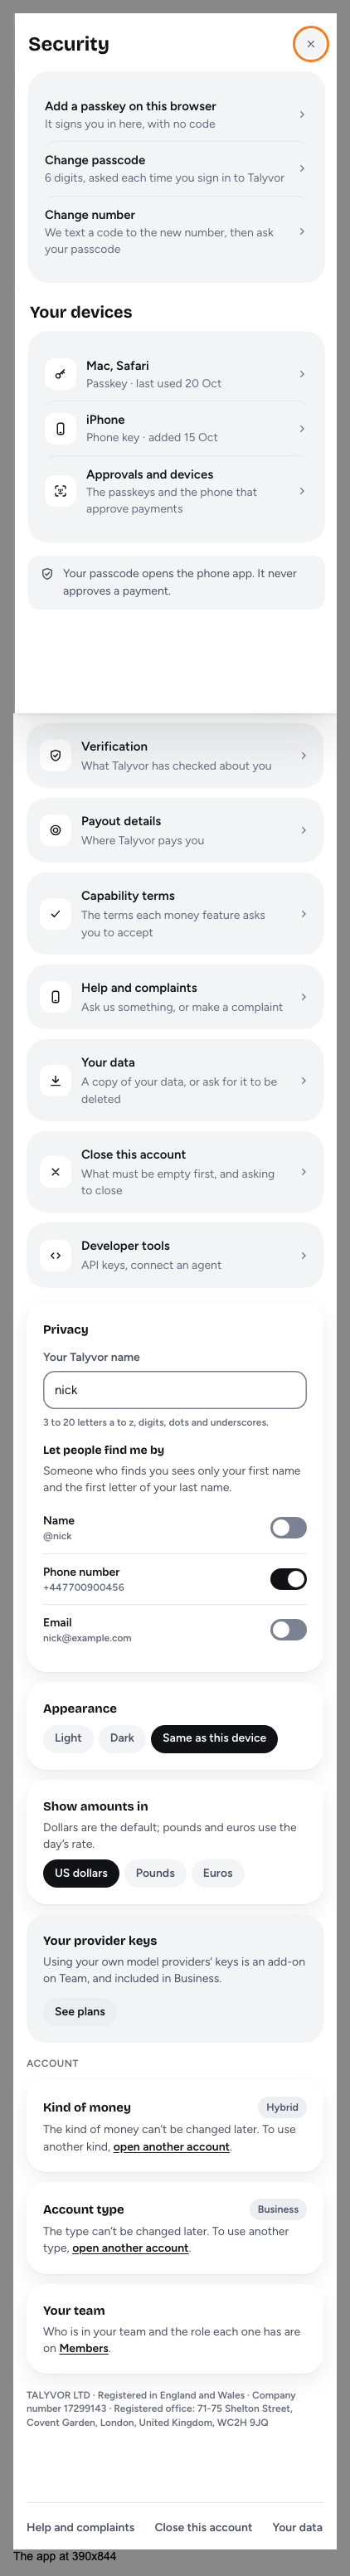 Security
Add a passkey on this browser
It signs you in here, with no code
Change passcode
6 digits, asked each time you sign in to Talyvor
Change number
We text a code to the new number, then ask
your passcode
Your devices
Mac, Safari
Passkey · last used 20 Oct
iPhone
Phone key · added 15 Oct
Approvals and devices
The passkeys and the phone that
approve payments
Your passcode opens the phone app. It never
approves a payment.
Verification
What Talyvor has checked about you
Payout details
Where Talyvor pays you
Capability terms
The terms each money feature asks
you to accept
Help and complaints
Ask us something, or make a complaint
Your data
A copy of your data, or ask for it to be
deleted
Close this account
What must be empty first, and asking
to close
Developer tools
API keys, connect an agent
Privacy
Your Talyvor name
nick
3 to 20 letters a to z, digits, dots and underscores.
Let people find me by
Someone who finds you sees only your first name
and the first letter of your last name.
Name
@nick
Phone number
+447700900456
Email
nick@example.com
Appearance
Light Dark Same as this device
Show amounts in
Dollars are the default; pounds and euros use the
day’s rate.
US dollars Pounds Euros
Your provider keys
Using your own model providers’ keys is an add-on
on Team, and included in Business.
See plans
ACCOUNT
Kind of money Hybrid
The kind of money can’t be changed later. To use
another kind, open another account.
Account type Business
The type can’t be changed later. To use another
type, open another account.
Your team
Who is in your team and the role each one has are
on Members.
TALYVOR LTD · Registered in England and Wales · Company
number 17299143 · Registered office: 71-75 Shelton Street,
Covent Garden, London, United Kingdom, WC2H 9JQ
Help and complaints Close this account Your data
The app at 390x844